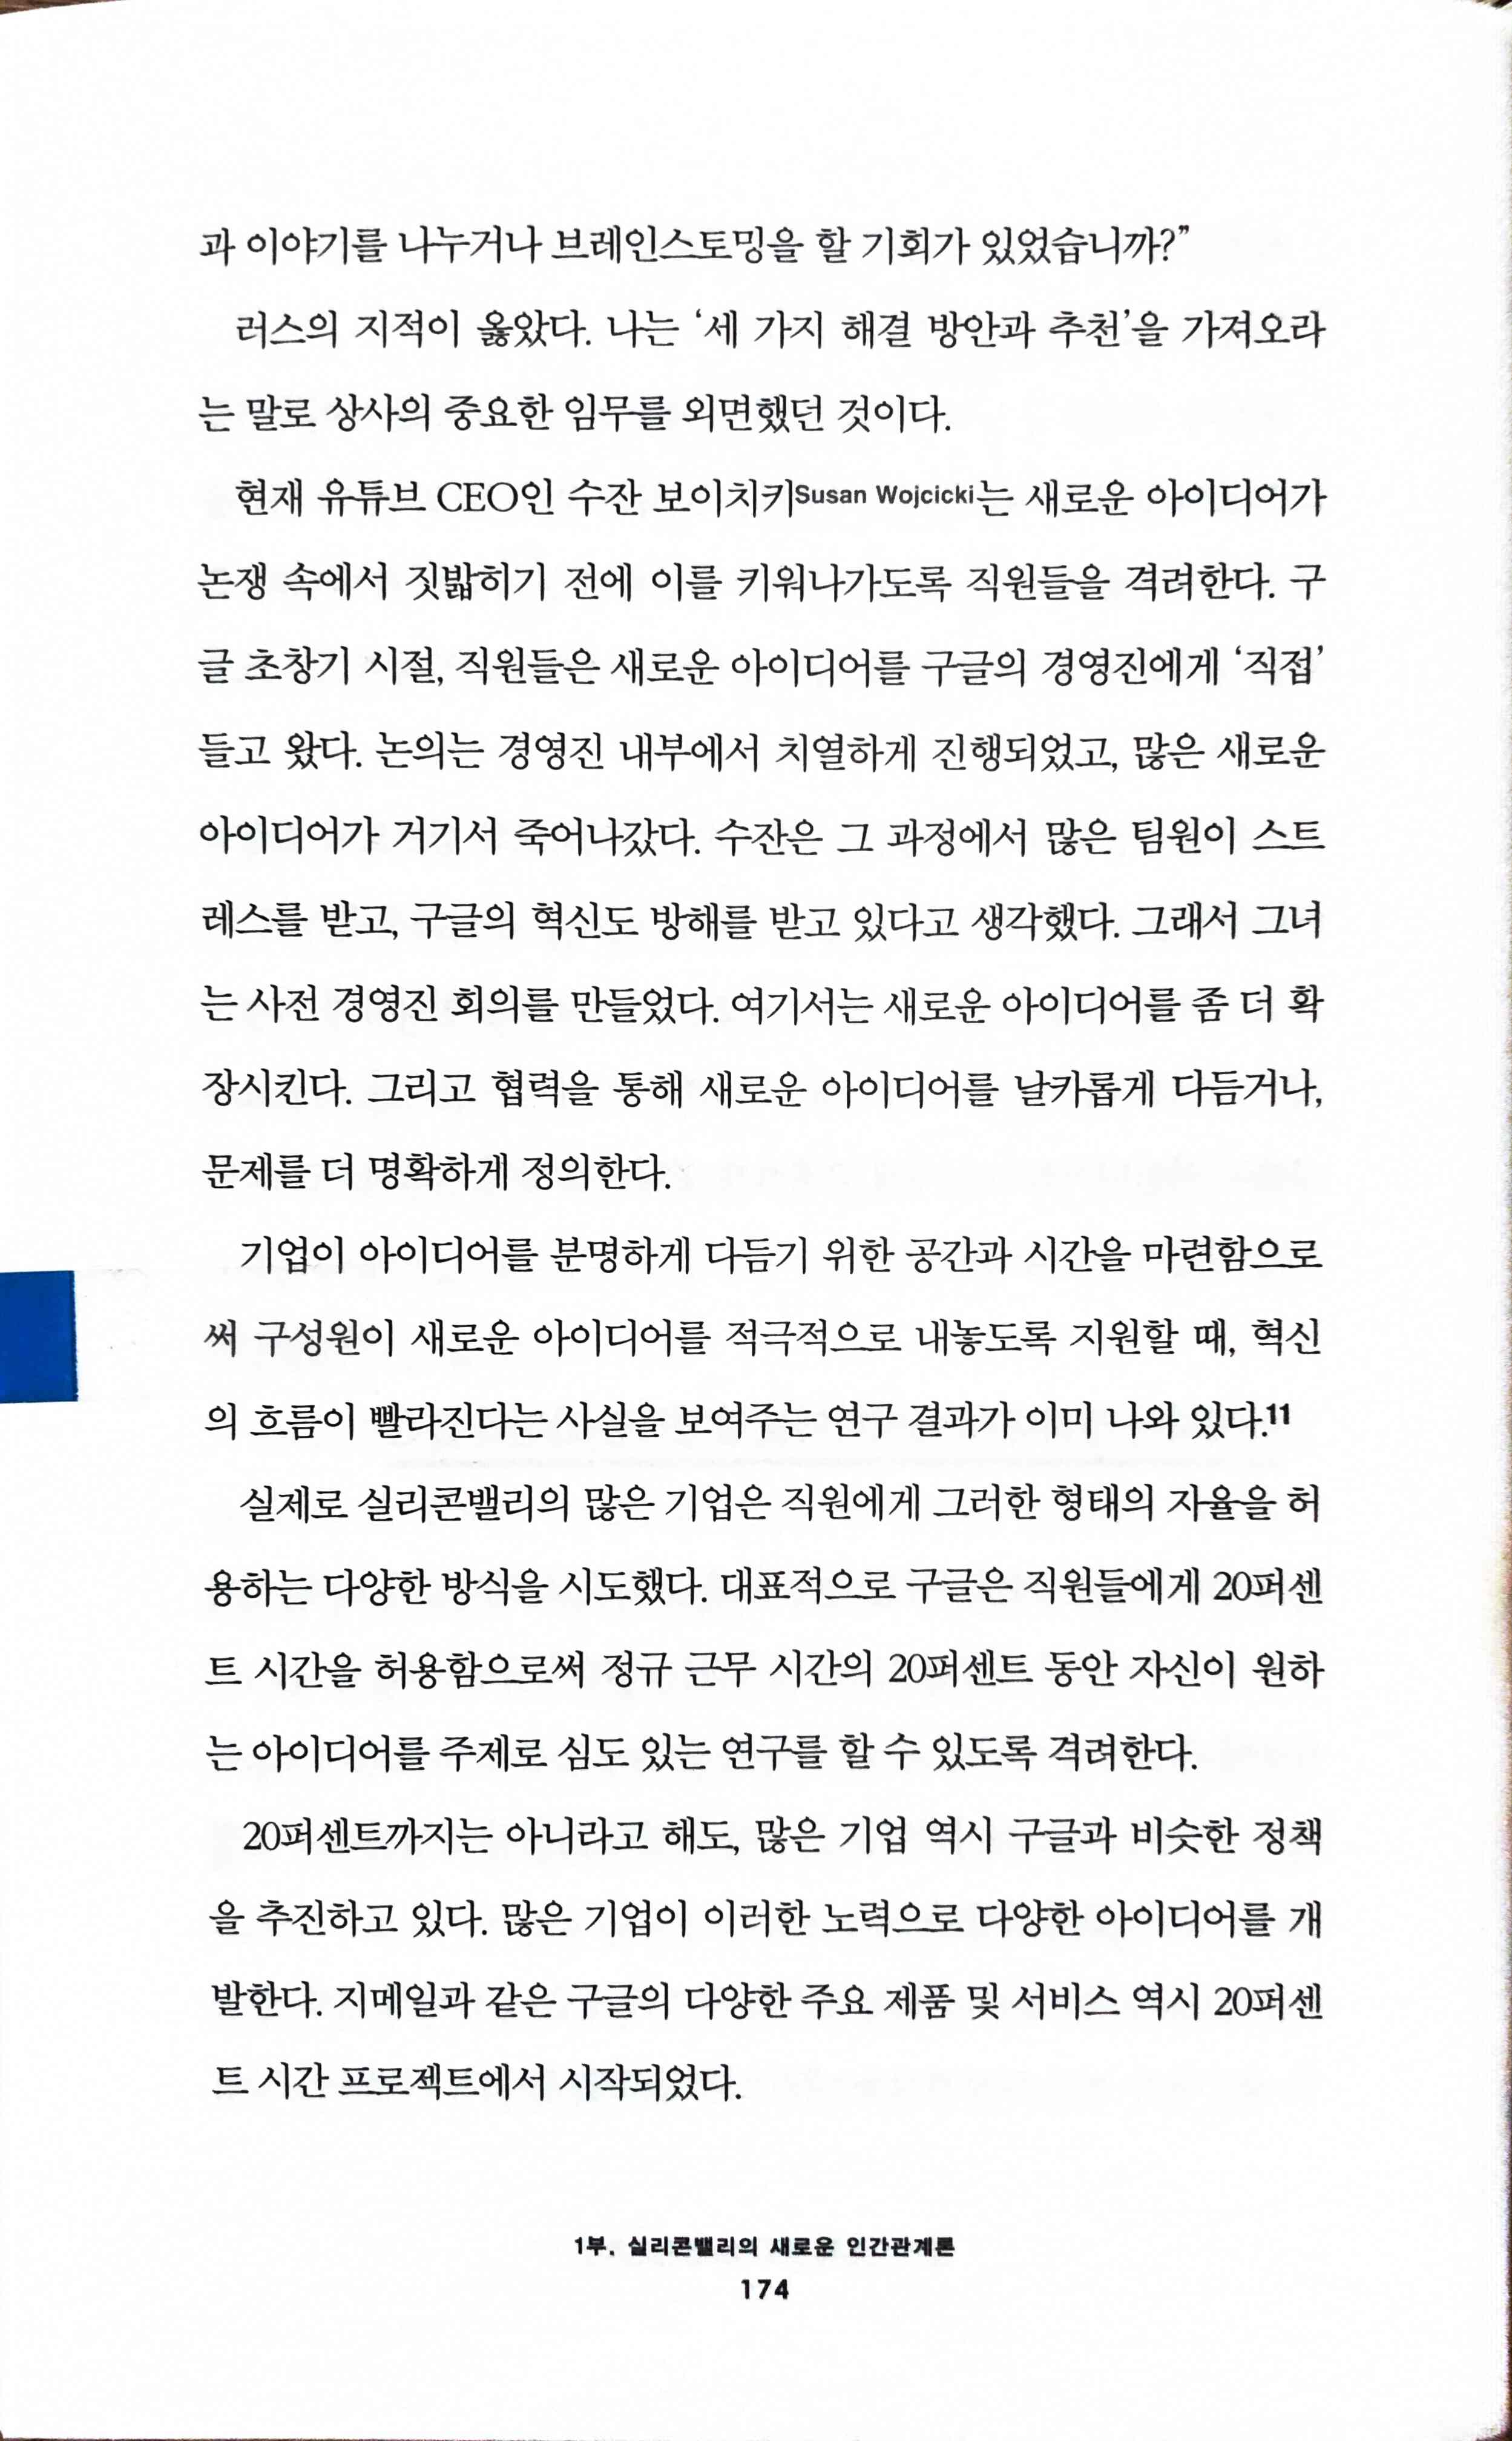 과 이야기를 나누거나 브레인스토밍을 할 기회가 있었습니까?”
러스의 지적이 옳았다. 나는 ‘세 가지 해결 방안과 추천’을 가져오라
는 말로 상사의 중요한 임무를 외면했던 것이다.
현재 유튜브 CEO인 수잔 보이치키Susan Wojcicki는 새로운 아이디어가
논쟁 속에서 짓밟히기 전에 이를 키워나가도록 직원들을 격려한다. 구
글 초창기 시절, 직원들은 새로운 아이디어를 구글의 경영진에게 ‘직접’
들고 왔다. 논의는 경영진 내부에서 치열하게 진행되었고, 많은 새로운
아이디어가 거기서 죽어나갔다. 수잔은 그 과정에서 많은 팀원이 스트
레스를 받고, 구글의 혁신도 방해를 받고 있다고 생각했다. 그래서 그녀
는 사전 경영진 회의를 만들었다. 여기서는 새로운 아이디어를 좀 더 확
장시킨다. 그리고 협력을 통해 새로운 아이디어를 날카롭게 다듬거나,
문제를 더 명확하게 정의한다.
기업이 아이디어를 분명하게 다듬기 위한 공간과 시간을 마련함으로
써 구성원이 새로운 아이디어를 적극적으로 내놓도록 지원할 때, 혁신
의 흐름이 빨라진다는 사실을 보여주는 연구 결과가 이미 나와 있다.11
실제로 실리콘밸리의 많은 기업은 직원에게 그러한 형태의 자율을 허
용하는 다양한 방식을 시도했다. 대표적으로 구글은 직원들에게 20퍼센
트 시간을 허용함으로써 정규 근무 시간의 20퍼센트 동안 자신이 원하
는 아이디어를 주제로 심도 있는 연구를 할 수 있도록 격려한다.
20퍼센트까지는 아니라고 해도, 많은 기업 역시 구글과 비슷한 정책
을 추진하고 있다. 많은 기업이 이러한 노력으로 다양한 아이디어를 개
발한다. 지메일과 같은 구글의 다양한 주요 제품 및 서비스 역시 20퍼센
트 시간 프로젝트에서 시작되었다.
1부. 실리콘밸리의 새로운 인간관계론
174